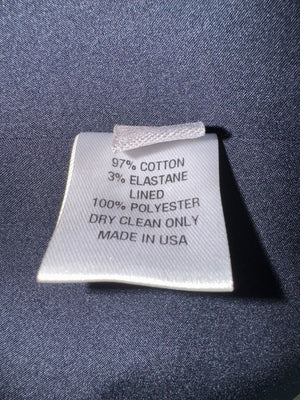 97% COTTON
3% ELASTANE
LINED
100% POLYESTER
DRY CLEAN ONLY
MADE IN USA